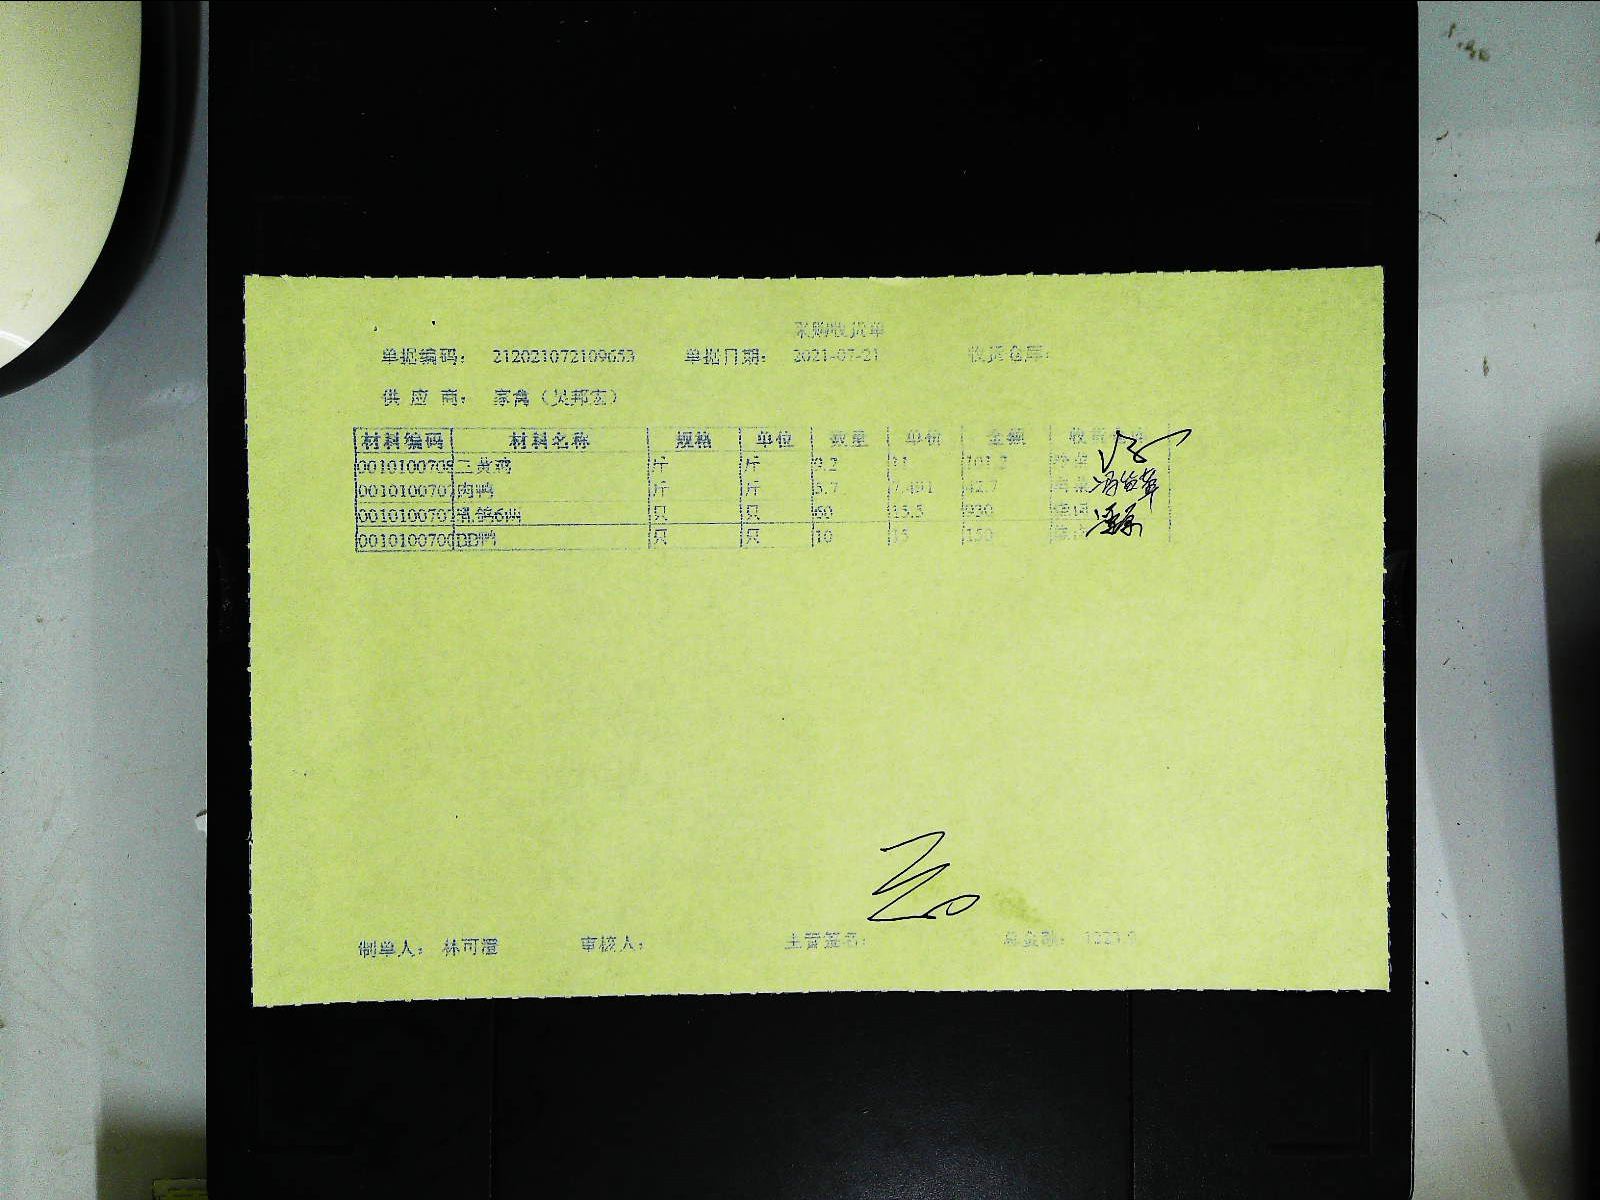 采购收货单
单据编码： 212021072109653 单据日期： 2021-07-21 收货仓库：
供 应 商： 家禽（吴邦宏）
材料编码 材料名称 规格 单位 数量 单价 金额
0010100705 三黄鸡 斤 斤 9.2 11 101.2
001010070 肉鸭 斤 斤 5.7 7.491 42.7
001010070 乳鸽6两 只 只 60 15.5 930
0010100700 BB鸭 只 只 10 15 150
制单人： 林可澄 审核人： 主管签名： 总金额： 1223.9